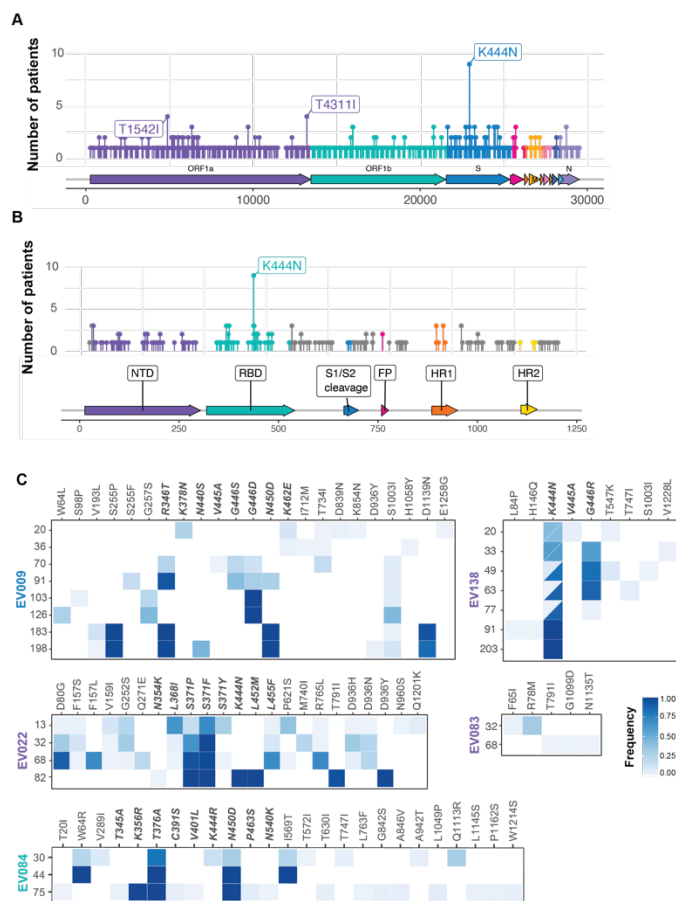 A
Number of patients
10
5
0
K444N
T1542I
T4311I
ORF1a
ORF1b
S
N
0
10000
20000
30000
B
Number of patients
10
5
0
K444N
NTD
RBD
S1/S2
cleavage
FP
HR1
HR2
0
250
500
750
1000
1250
C
W64L
S98P
V193L
S255P
S255F
G257S
R346T
K378N
N440S
V445A
G446S
G446D
N450D
K462E
I712M
T734I
D839N
K854N
D936Y
S1003I
H1058Y
D1139N
E1258G
EV009
20
36
70
91
103
126
183
198
L84P
H146Q
K444N
V445A
G446R
T547K
T747I
S1003I
V1228L
EV138
20
33
49
63
77
91
203
D80G
F157S
F157L
V159I
G252S
Q271E
N354K
L368I
S371P
S371F
S371Y
K444N
L452M
L455F
P621S
M740I
R765L
T791I
D936H
D936N
D936Y
N960S
Q1201K
EV022
13
32
68
82
F65I
R78M
T791I
G1099D
N1135T
EV083
32
68
Frequency
1.00
0.75
0.50
0.25
0.00
T20I
W64R
V289I
T345A
K356R
T376A
C391S
V401L
K444R
N450D
P463S
N540K
I569T
T572I
T630I
T747I
L763F
G842S
A846V
A942T
L1049P
Q1113R
L1145S
P1162S
W1214S
EV084
30
44
75